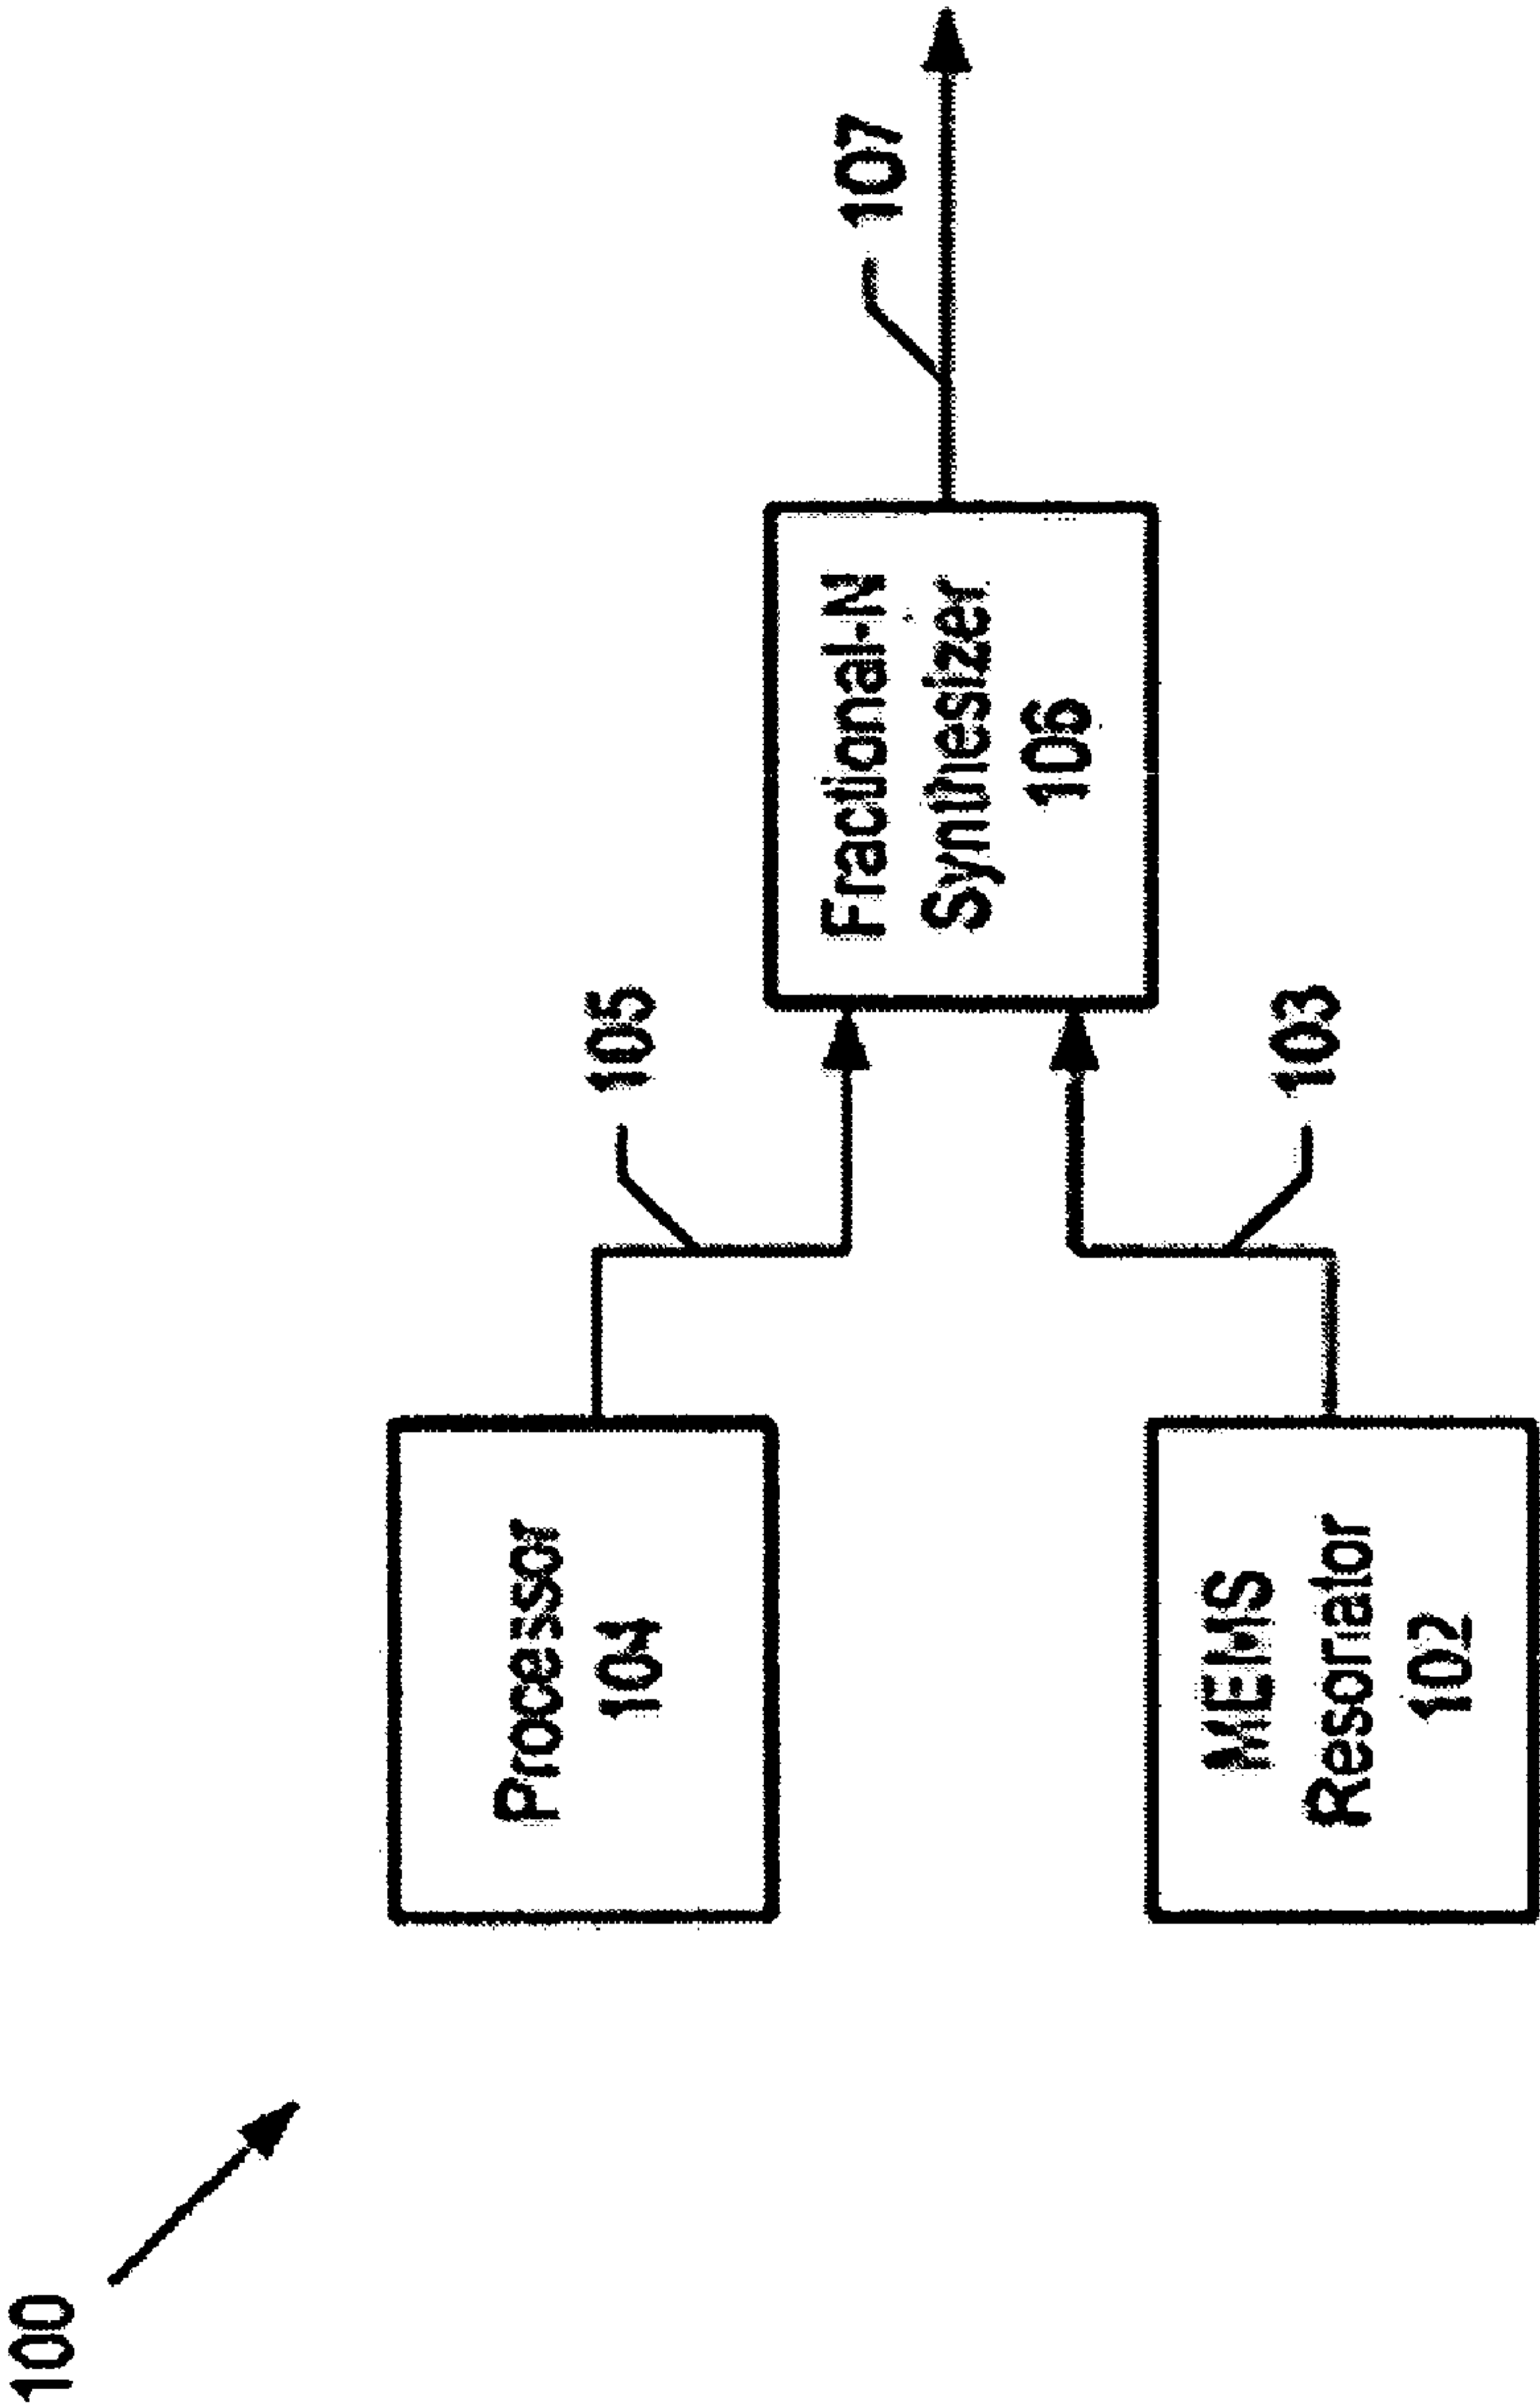 100
Processor
104
105
107
Fractional-N
Synthesizer
106
MEMS
Resonator
102
103